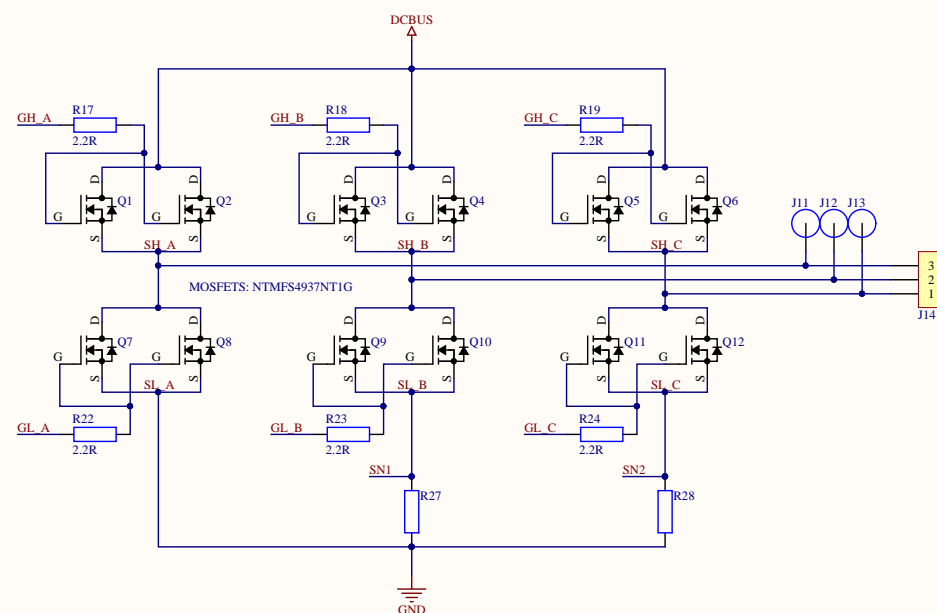 DCBUS
GH_A
R17
2.2R
GH_B
R18
2.2R
GH_C
R19
2.2R
D
D
D
D
D
D
Q1
Q2
Q3
Q4
Q5
Q6
G
G
G
G
G
G
S
S
S
S
S
S
J11
J12
J13
SH_A
SH_B
SH_C
3
2
1
J14
MOSFETS: NTMFS4937NT1G
D
D
D
D
D
D
Q7
Q8
Q9
Q10
Q11
Q12
G
G
G
G
G
G
S
S
S
S
S
S
SL_A
SL_B
SL_C
GL_A
R22
2.2R
GL_B
R23
2.2R
GL_C
R24
2.2R
SN1
SN2
R27
R28
GND